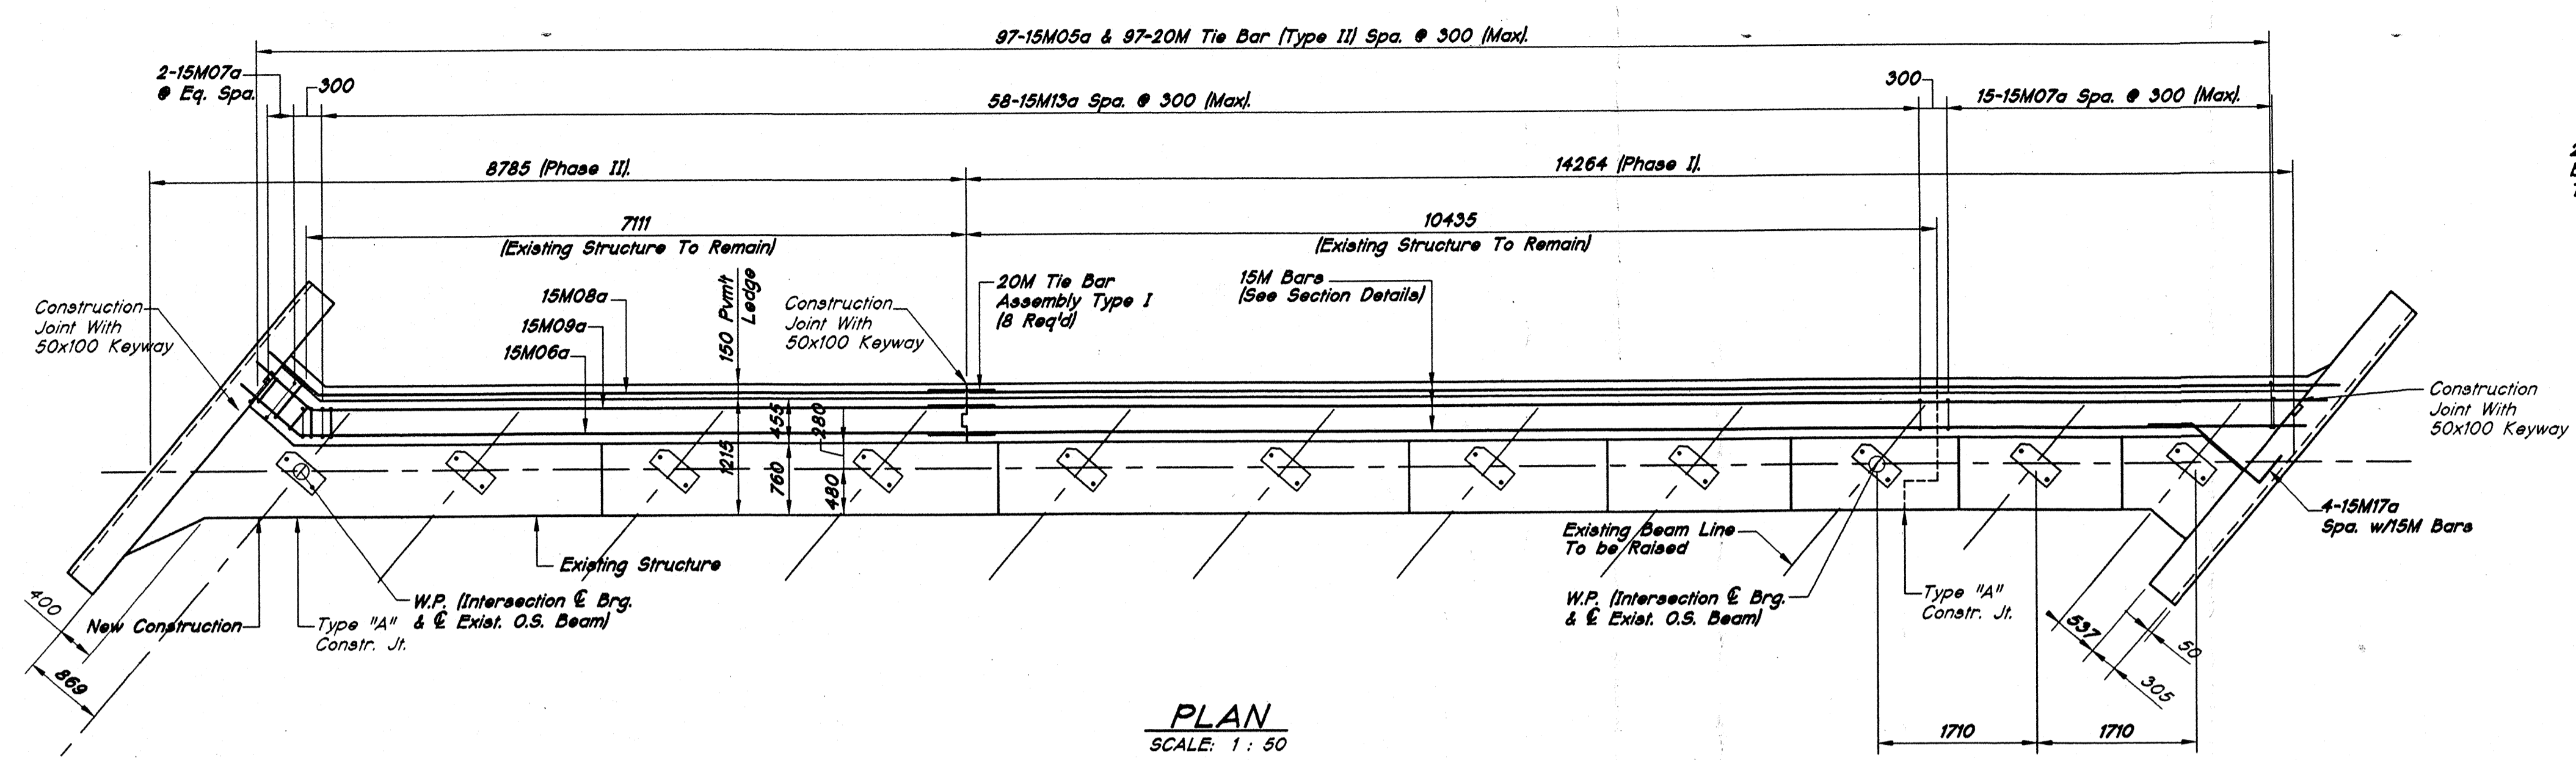 97-15M05a & 97-20M Tie Bar (Type II) Spa. @ 300 (Max).
2-15M07a
@ Eq. Spa.
300
58-15M13a Spa. @ 300 (Max).
300
15-15M07a Spa. @ 300 (Max).
8785 (Phase II).
14264 (Phase I).
7111
(Existing Structure To Remain)
10435
(Existing Structure To Remain)
Construction
Joint With
50x100 Keyway
15M08a
15M09a
15M06a
150 Pvm't
Ledge
Construction
Joint With
50x100 Keyway
20M Tie Bar
Assembly Type I
(8 Req'd)
15M Bars
(See Section Details)
Construction
Joint With
50x100 Keyway
1215
455
760
280
480
4-15M17a
Spa. w/15M Bars
Existing Structure
Existing Beam Line
To be Raised
W.P. (Intersection ℄ Brg.
& ℄ Exist. O.S. Beam)
W.P. (Intersection ℄ Brg.
& ℄ Exist. O.S. Beam)
New Construction
Type "A"
Constr. Jt.
Type "A"
Constr. Jt.
400
869
537
50
305
1710
1710
PLAN
SCALE: 1 : 50